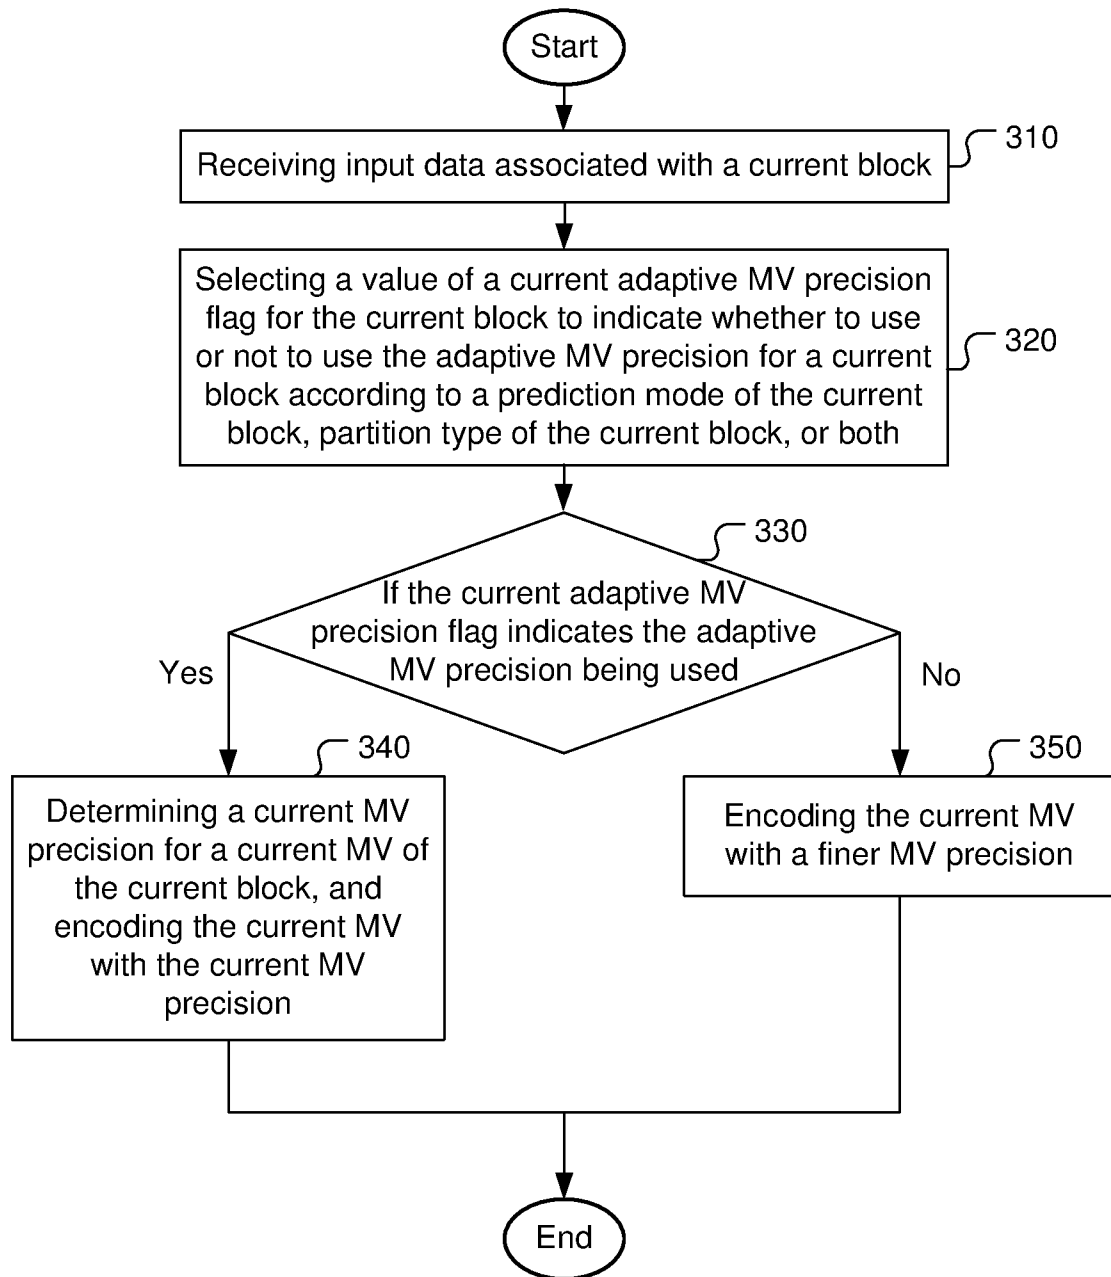 Start
Receiving input data associated with a current block
310
Selecting a value of a current adaptive MV precision
flag for the current block to indicate whether to use
or not to use the adaptive MV precision for a current
block according to a prediction mode of the current
block, partition type of the current block, or both
320
330
If the current adaptive MV
precision flag indicates the adaptive
MV precision being used
Yes
No
340
Determining a current MV
precision for a current MV of
the current block, and
encoding the current MV
with the current MV
precision
350
Encoding the current MV
with a finer MV precision
End